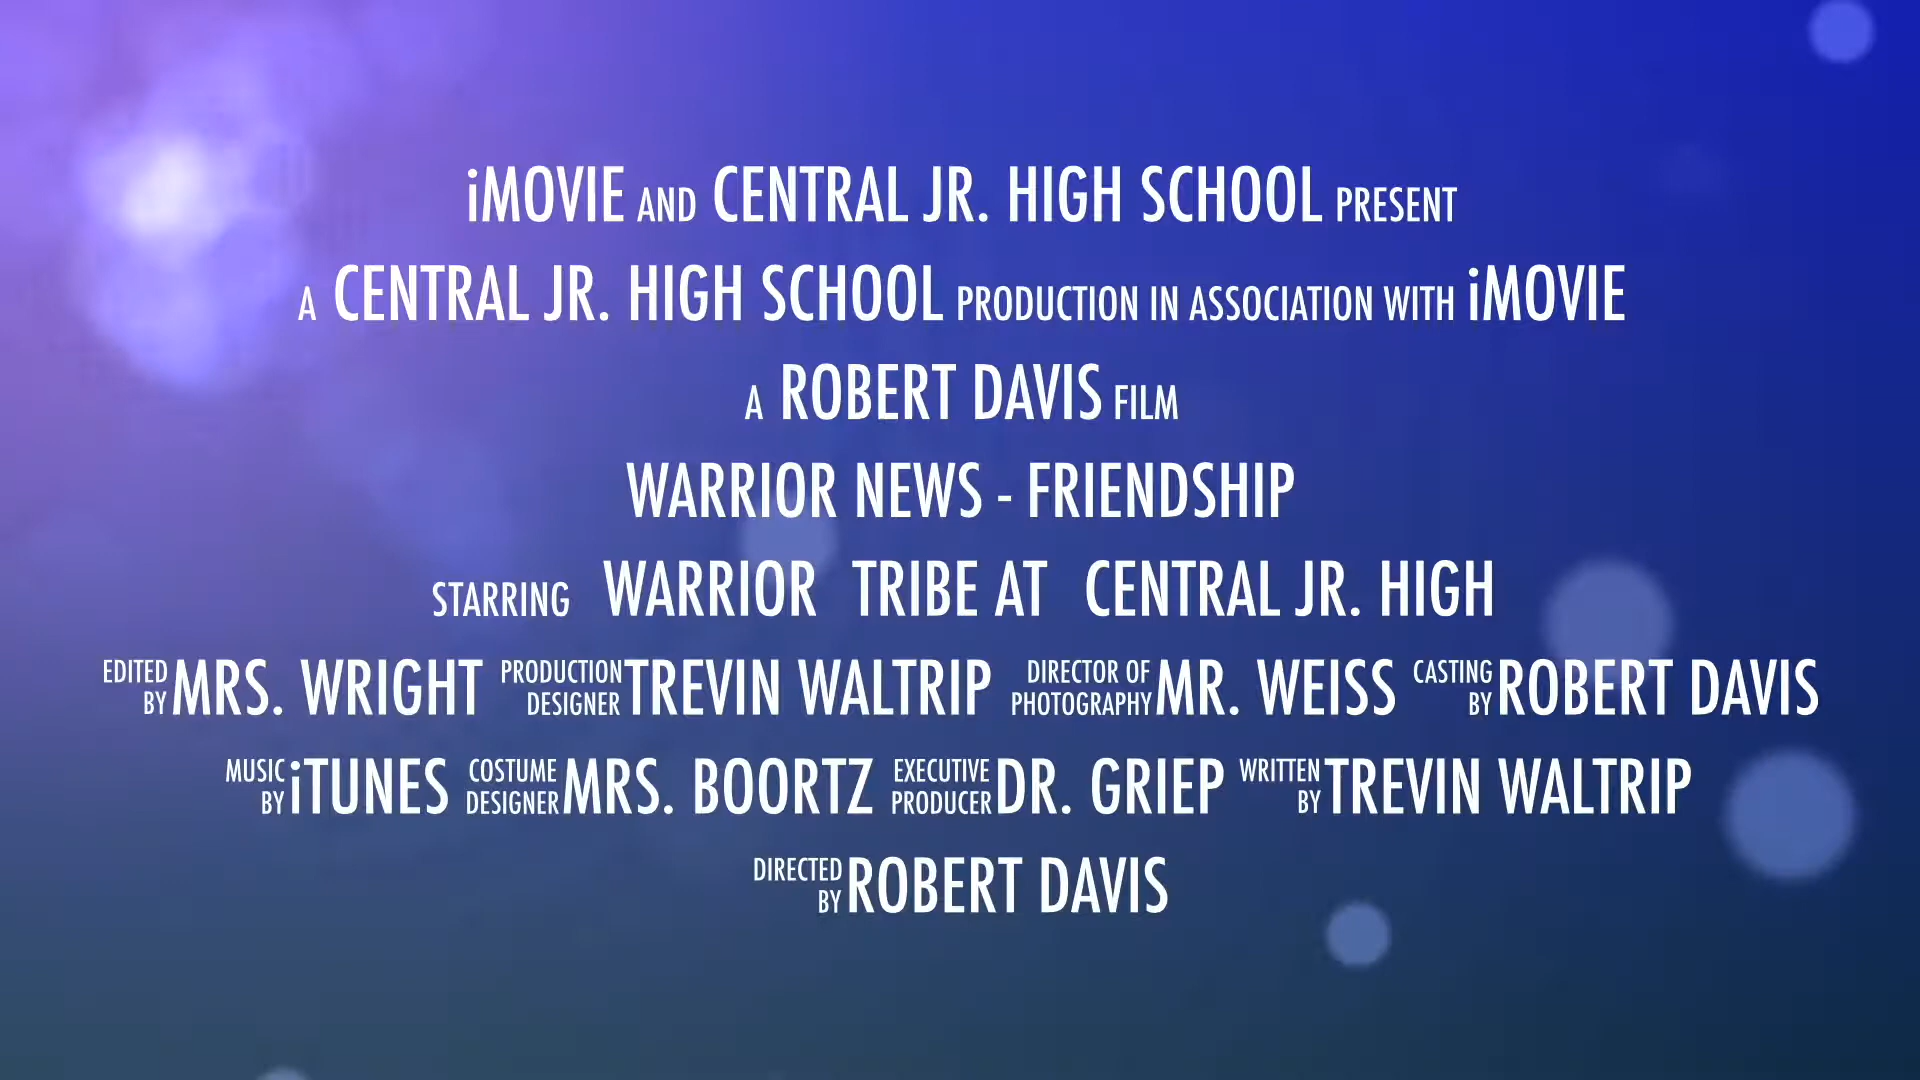 iMOVIE AND CENTRAL JR. HIGH SCHOOL PRESENT
A CENTRAL JR. HIGH SCHOOL PRODUCTION IN ASSOCIATION WITH iMOVIE
A ROBERT DAVIS FILM
WARRIOR NEWS - FRIENDSHIP
STARRING WARRIOR TRIBE AT CENTRAL JR. HIGH
EDITED BY MRS. WRIGHT PRODUCTION DESIGNER TREVIN WALTRIP DIRECTOR OF PHOTOGRAPHY MR. WEISS CASTING BY ROBERT DAVIS
MUSIC BY iTUNES COSTUME DESIGNER MRS. BOORTZ EXECUTIVE PRODUCER DR. GRIEP WRITTEN BY TREVIN WALTRIP
DIRECTED BY ROBERT DAVIS